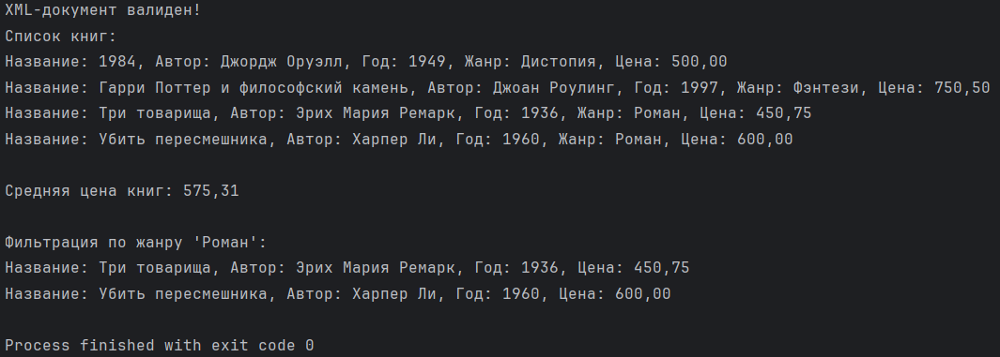 XML-документ валиден!
Список книг:
Название: 1984, Автор: Джордж Оруэлл, Год: 1949, Жанр: Дистопия, Цена: 500,00
Название: Гарри Поттер и философский камень, Автор: Джоан Роулинг, Год: 1997, Жанр: Фэнтези, Цена: 750,50
Название: Три товарища, Автор: Эрих Мария Ремарк, Год: 1936, Жанр: Роман, Цена: 450,75
Название: Убить пересмешника, Автор: Харпер Ли, Год: 1960, Жанр: Роман, Цена: 600,00
Средняя цена книг: 575,31
Фильтрация по жанру 'Роман':
Название: Три товарища, Автор: Эрих Мария Ремарк, Год: 1936, Цена: 450,75
Название: Убить пересмешника, Автор: Харпер Ли, Год: 1960, Цена: 600,00
Process finished with exit code 0